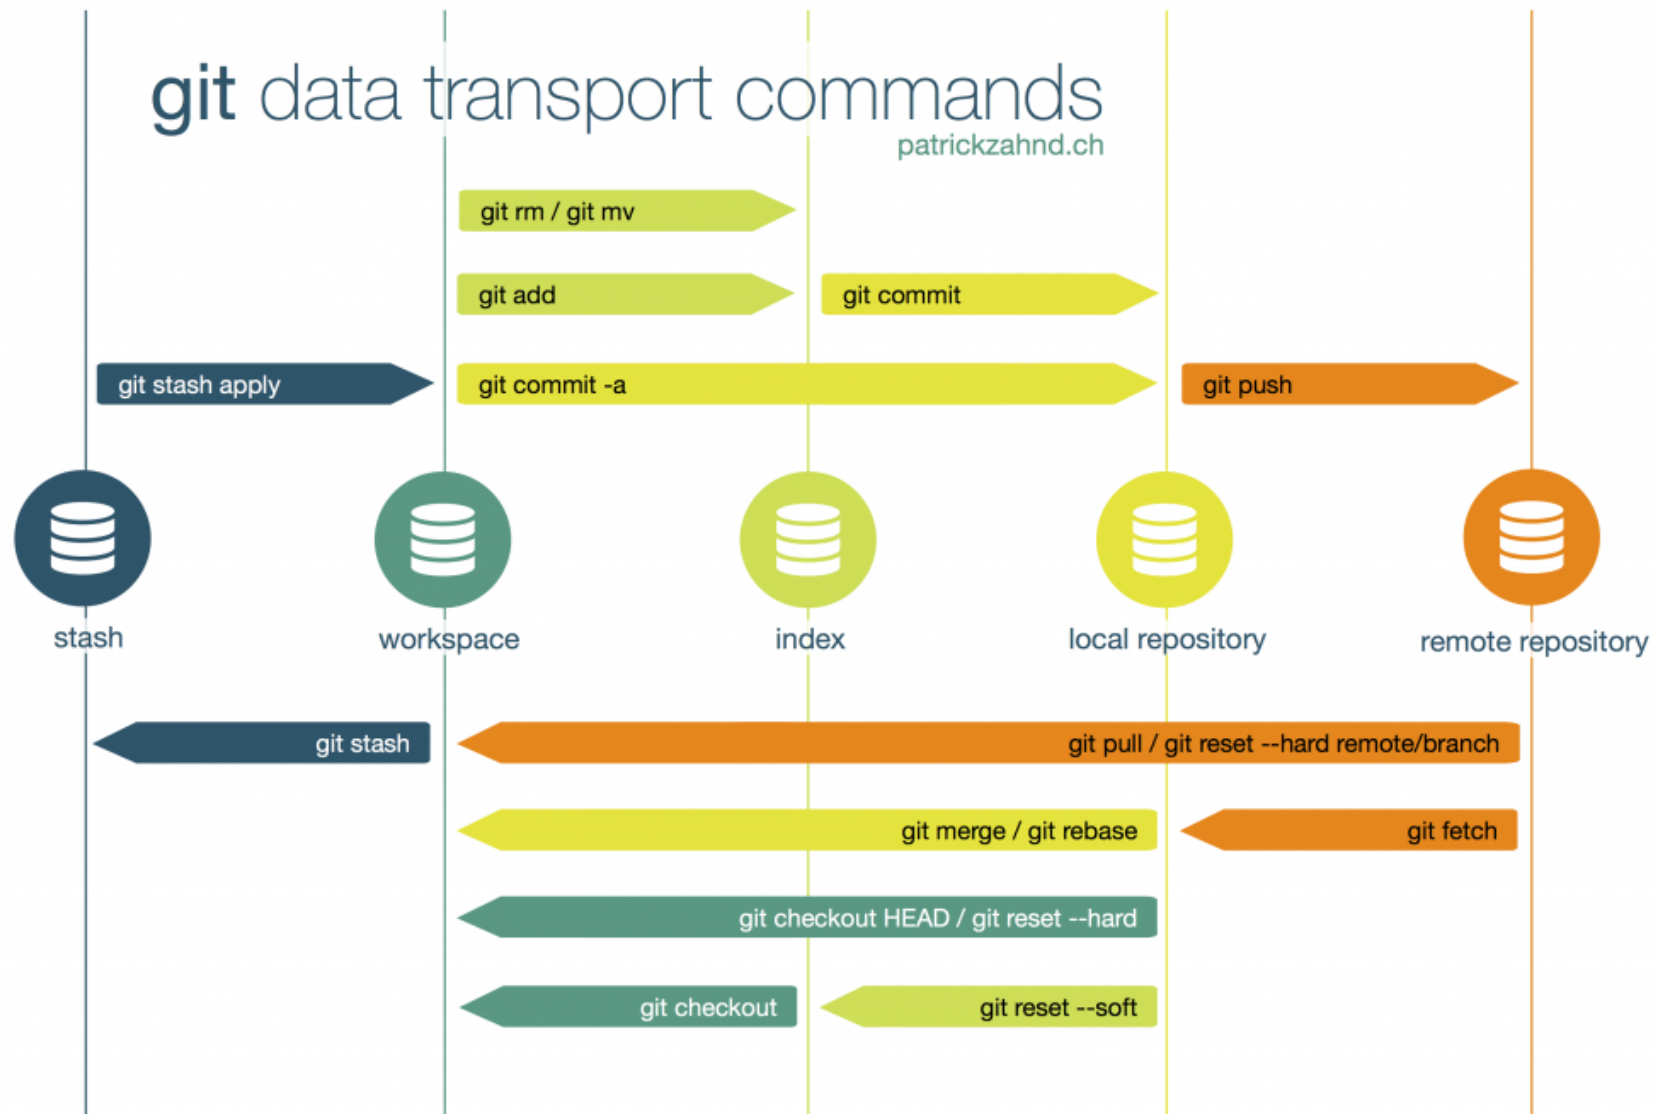 git data transport commands
patrickzahnd.ch
git rm / git mv
git add
git commit
git stash apply
git commit -a
git push
stash
workspace
index
local repository
remote repository
git stash
git pull / git reset --hard remote/branch
git merge / git rebase
git fetch
git checkout HEAD / git reset --hard
git checkout
git reset --soft